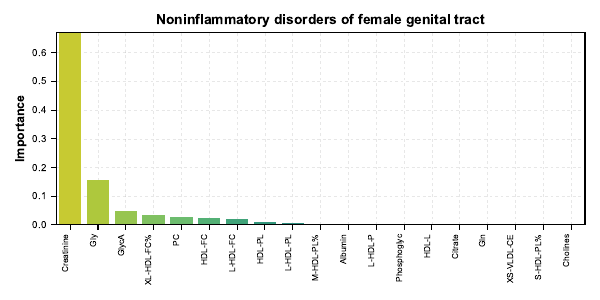 Noninflammatory disorders of female genital tract
Importance
0.6
0.5
0.4
0.3
0.2
0.1
0.0
Creatinine
Gly
GlycA
XL-HDL-FC%
PC
HDL-FC
L-HDL-FC
HDL-PL
L-HDL-PL
M-HDL-PL%
Albumin
L-HDL-P
Phosphoglyc
HDL-L
Citrate
Gln
XS-VLDL-CE
S-HDL-PL%
Cholines